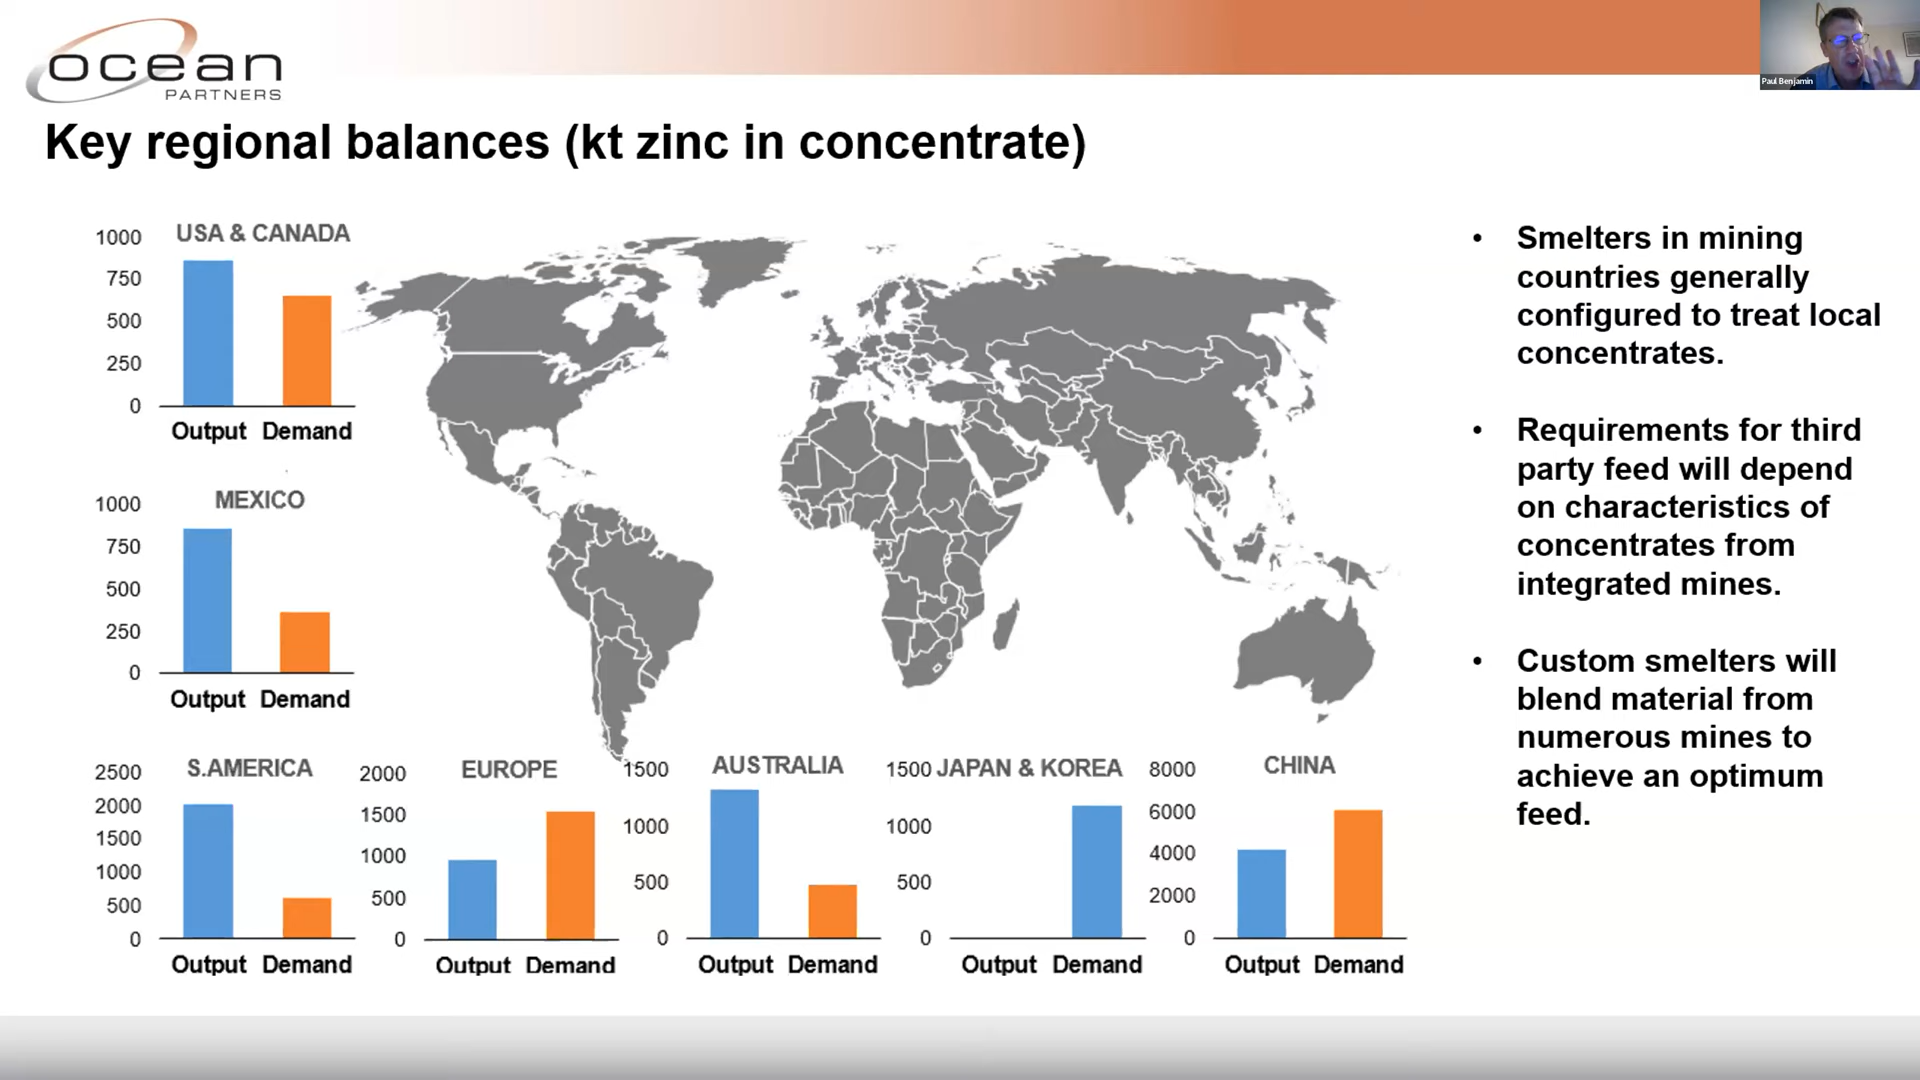 ocean
PARTNERS
Paul Benjamin
Key regional balances (kt zinc in concentrate)
USA & CANADA
1000
750
500
250
0
Output Demand
MEXICO
1000
750
500
250
0
Output Demand
S.AMERICA
2500
2000
1500
1000
500
0
Output Demand
EUROPE
2000
1500
1000
500
0
Output Demand
AUSTRALIA
1500
1000
500
0
Output Demand
JAPAN & KOREA
1500
1000
500
0
Output Demand
CHINA
8000
6000
4000
2000
0
Output Demand
• Smelters in mining
countries generally
configured to treat local
concentrates.
• Requirements for third
party feed will depend
on characteristics of
concentrates from
integrated mines.
• Custom smelters will
blend material from
numerous mines to
achieve an optimum
feed.